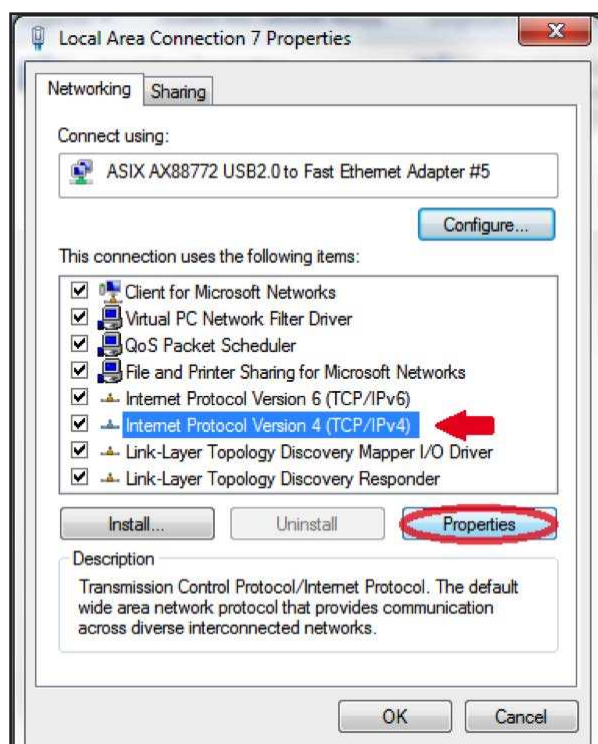 Local Area Connection 7 Properties
Networking
Sharing
Connect using:
ASIX AX88772 USB2.0 to Fast Ethernet Adapter #5
Configure...
This connection uses the following items:
Client for Microsoft Networks
Virtual PC Network Filter Driver
QoS Packet Scheduler
File and Printer Sharing for Microsoft Networks
Internet Protocol Version 6 (TCP/IPv6)
Internet Protocol Version 4 (TCP/IPv4)
Link-Layer Topology Discovery Mapper I/O Driver
Link-Layer Topology Discovery Responder
Install...
Uninstall
Properties
Description
Transmission Control Protocol/Internet Protocol. The default
wide area network protocol that provides communication
across diverse interconnected networks.
OK
Cancel